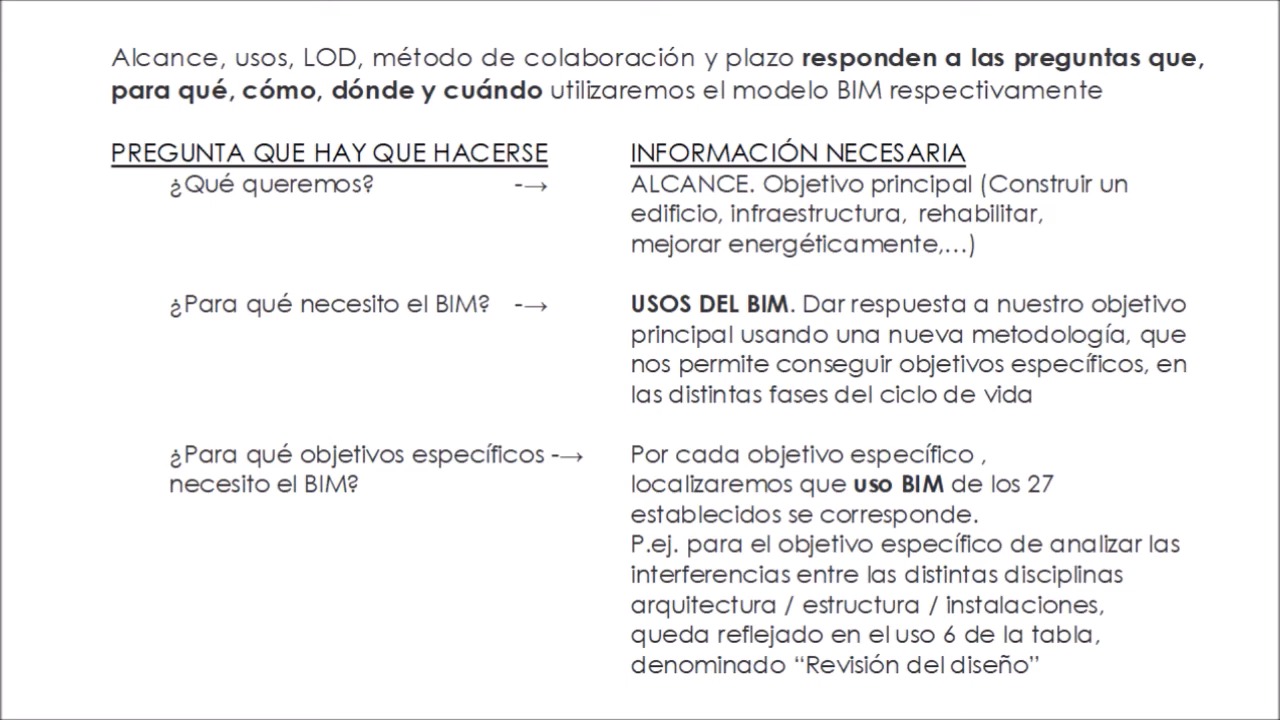 Alcance, usos, LOD, método de colaboración y plazo responden a las preguntas que,
para qué, cómo, dónde y cuándo utilizaremos el modelo BIM respectivamente
PREGUNTA QUE HAY QUE HACERSE
INFORMACIÓN NECESARIA
¿Qué queremos? -→
ALCANCE. Objetivo principal (Construir un
edificio, infraestructura, rehabilitar,
mejorar energéticamente,...)
¿Para qué necesito el BIM? -→
USOS DEL BIM. Dar respuesta a nuestro objetivo
principal usando una nueva metodología, que
nos permite conseguir objetivos específicos, en
las distintas fases del ciclo de vida
¿Para qué objetivos específicos -→
necesito el BIM?
Por cada objetivo específico ,
localizaremos que uso BIM de los 27
establecidos se corresponde.
P.ej. para el objetivo específico de analizar las
interferencias entre las distintas disciplinas
arquitectura / estructura / instalaciones,
queda reflejado en el uso 6 de la tabla,
denominado “Revisión del diseño”